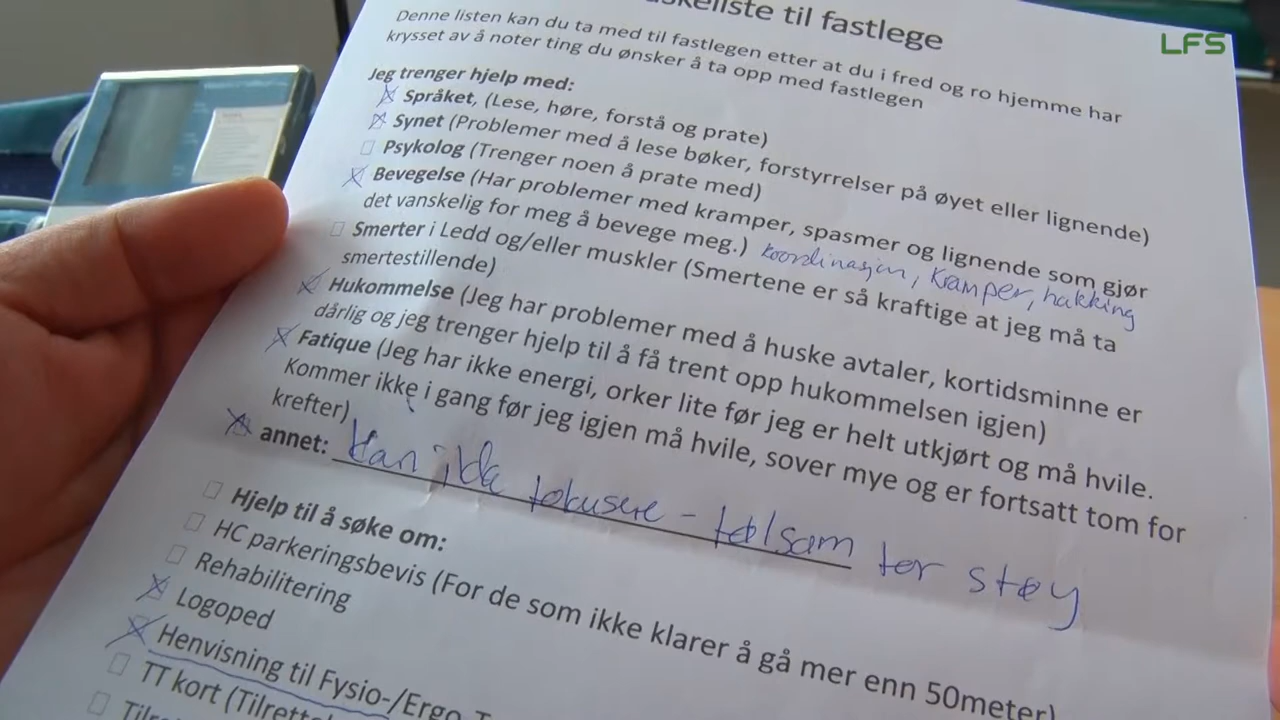 LFS
skeliste til fastlege
Denne listen kan du ta med til fastlegen etter at du i fred og ro hjemme har
krysset av å noter ting du ønsker å ta opp med fastlegen
Jeg trenger hjelp med:
Språket, (Lese, høre, forstå og prate)
Synet (Problemer med å lese bøker, forstyrrelser på øyet eller lignende)
Psykolog (Trenger noen å prate med)
Bevegelse (Har problemer med kramper, spasmer og lignende som gjør
det vanskelig for meg å bevege meg.) koordinasjon, Kramper, hakking
Smerter i Ledd og/eller muskler (Smertene er så kraftige at jeg må ta
smertestillende)
Hukommelse (Jeg har problemer med å huske avtaler, kortidsminne er
dårlig og jeg trenger hjelp til å få trent opp hukommelsen igjen)
Fatique (Jeg har ikke energi, orker lite før jeg er helt utkjørt og må hvile.
Kommer ikke i gang før jeg igjen må hvile, sover mye og er fortsatt tom for
krefter)
annet: Kan ikke fokusere - følsom for støy
Hjelp til å søke om:
HC parkeringsbevis (For de som ikke klarer å gå mer enn 50meter)
Rehabilitering
Logoped
Henvisning til Fysio-/Ergo T
TT kort (Tilrette
Tilre